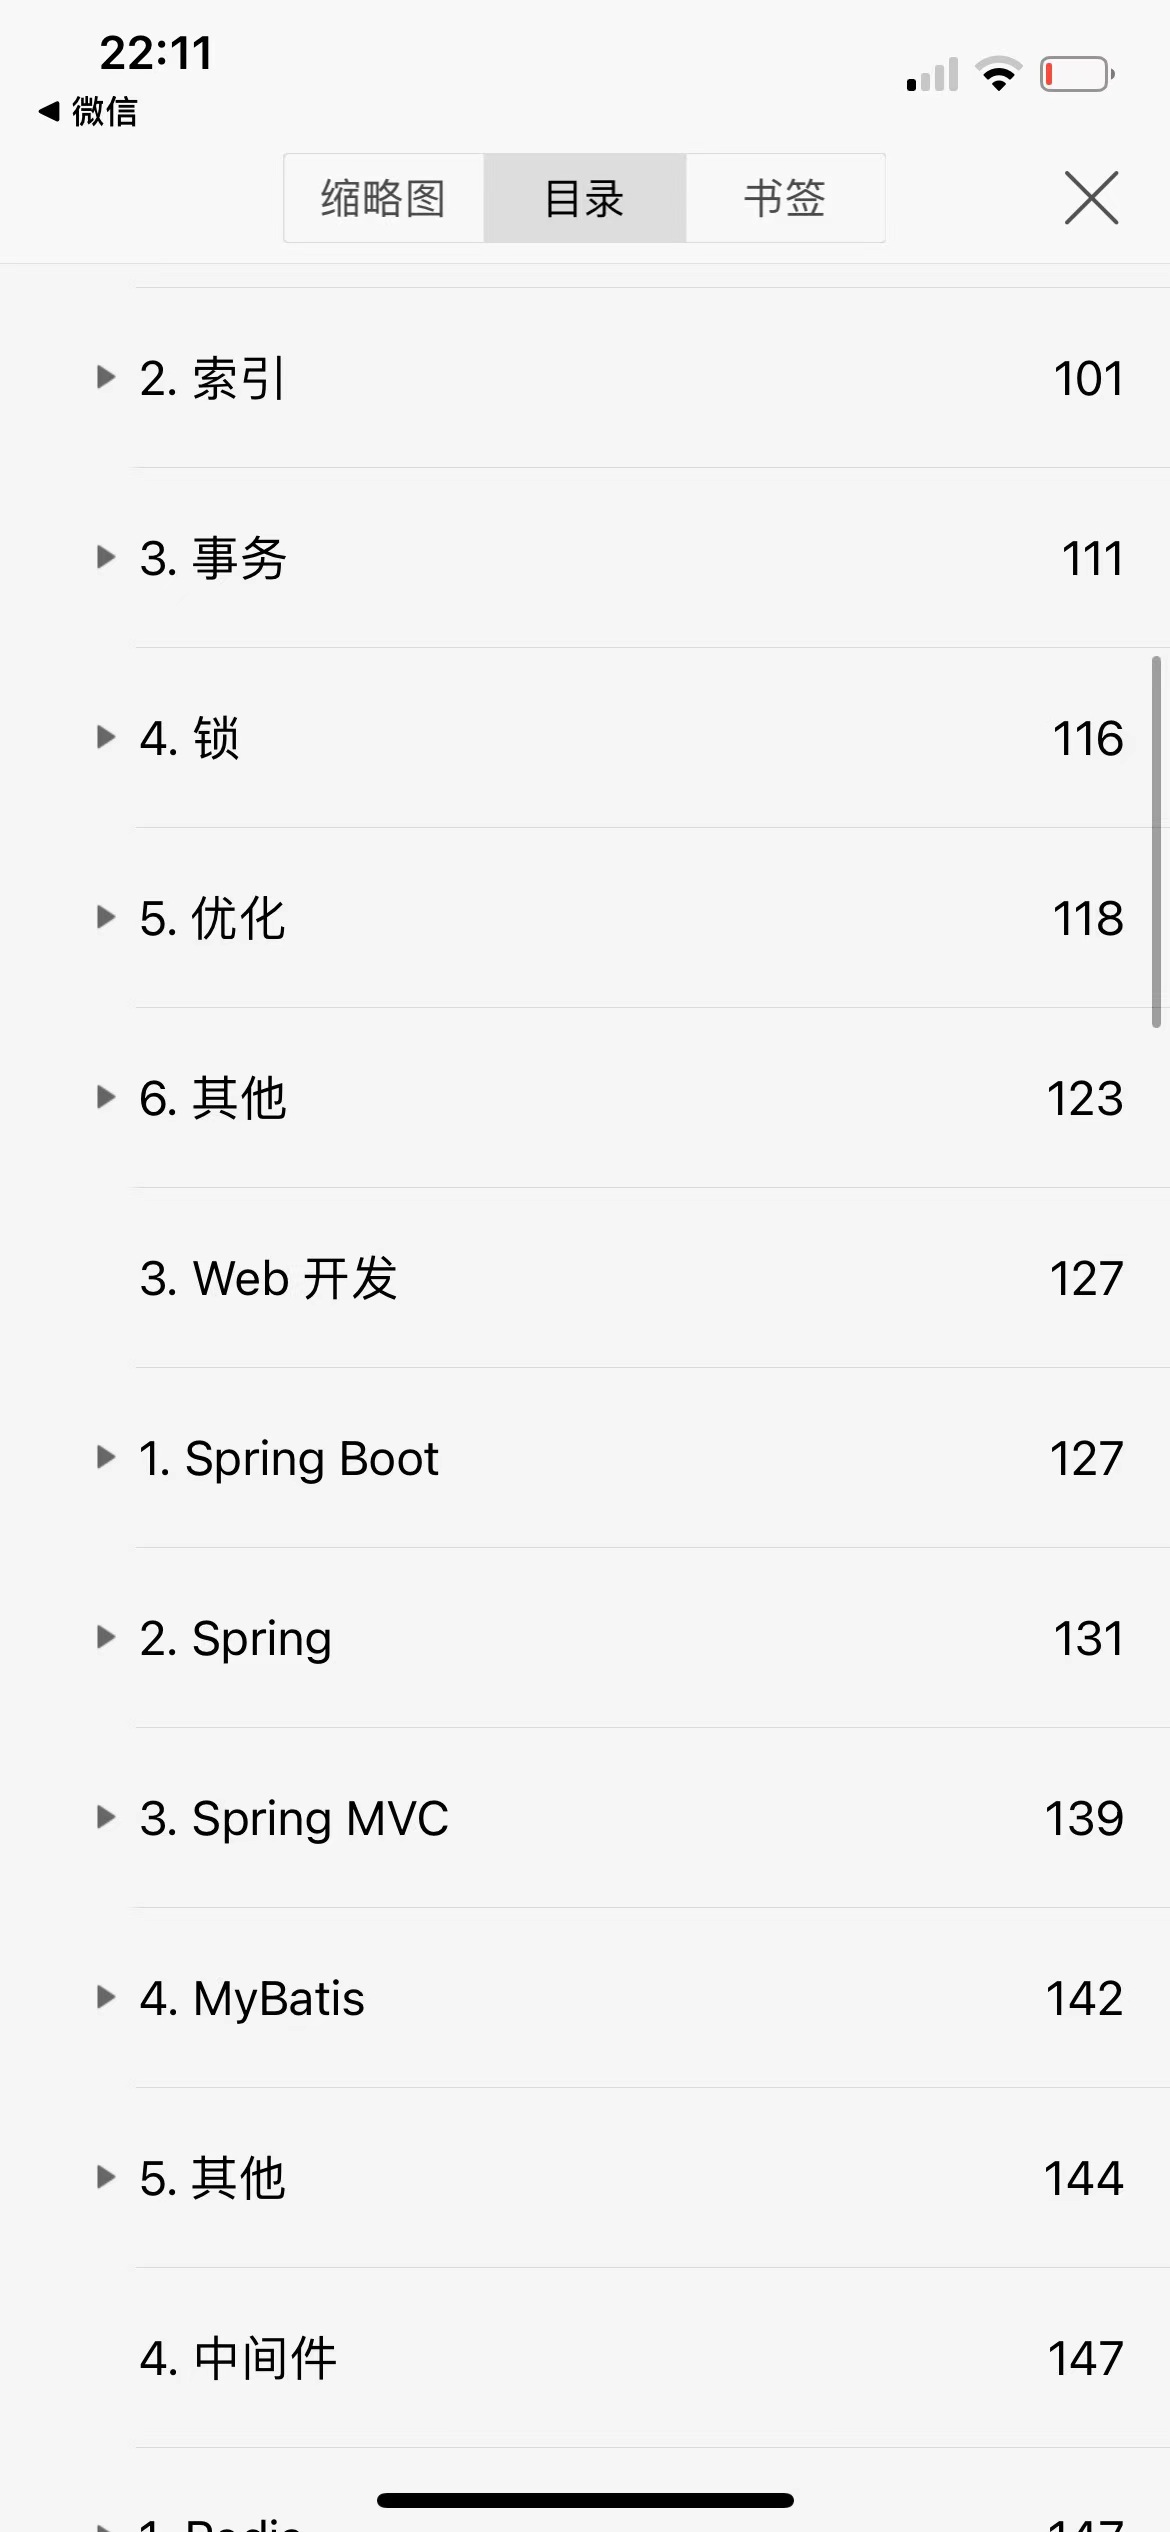 22:11
微信
缩略图 目录 书签
2. 索引 101
3. 事务 111
4. 锁 116
5. 优化 118
6. 其他 123
3. Web 开发 127
1. Spring Boot 127
2. Spring 131
3. Spring MVC 139
4. MyBatis 142
5. 其他 144
4. 中间件 147
1. Redis 147